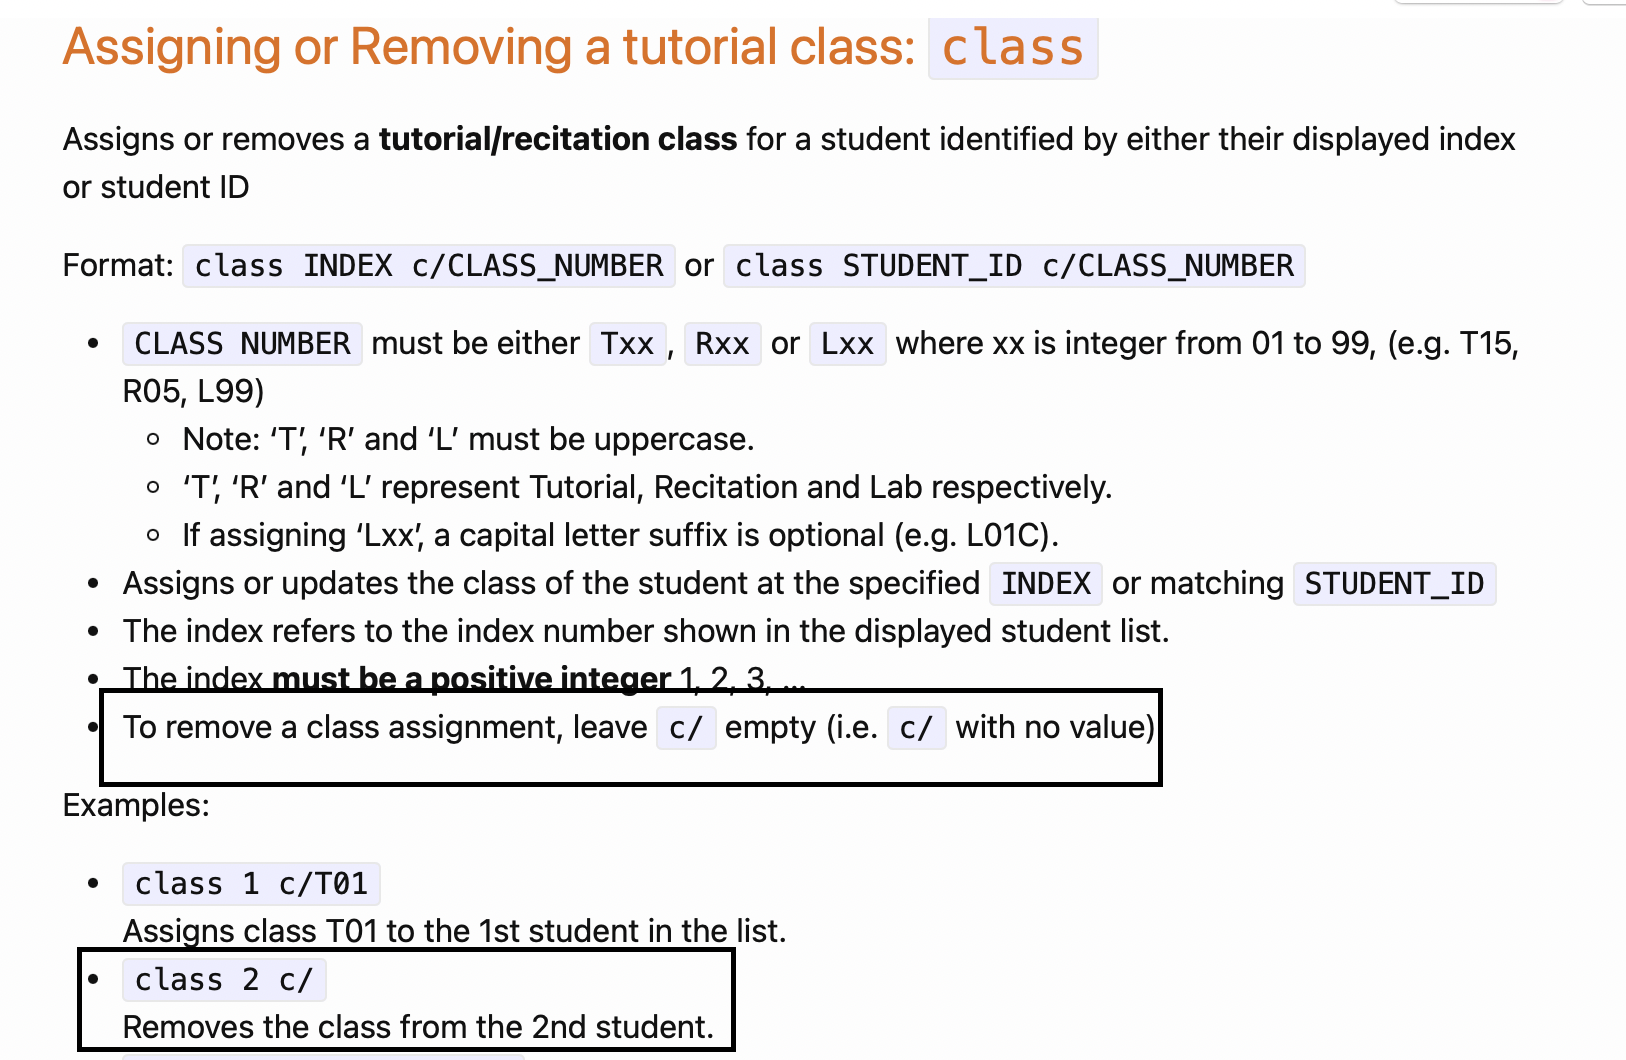 Assigning or Removing a tutorial class: class
Assigns or removes a tutorial/recitation class for a student identified by either their displayed index
or student ID
Format: class INDEX c/CLASS_NUMBER or class STUDENT_ID c/CLASS_NUMBER
• CLASS NUMBER must be either Txx, Rxx or Lxx where xx is integer from 01 to 99, (e.g. T15,
R05, L99)
◦ Note: ‘T’, ‘R’ and ‘L’ must be uppercase.
◦ ‘T’, ‘R’ and ‘L’ represent Tutorial, Recitation and Lab respectively.
◦ If assigning ‘Lxx’, a capital letter suffix is optional (e.g. L01C).
• Assigns or updates the class of the student at the specified INDEX or matching STUDENT_ID
• The index refers to the index number shown in the displayed student list.
• The index must be a positive integer 1, 2, 3, …
• To remove a class assignment, leave c/ empty (i.e. c/ with no value)
Examples:
• class 1 c/T01
Assigns class T01 to the 1st student in the list.
• class 2 c/
Removes the class from the 2nd student.